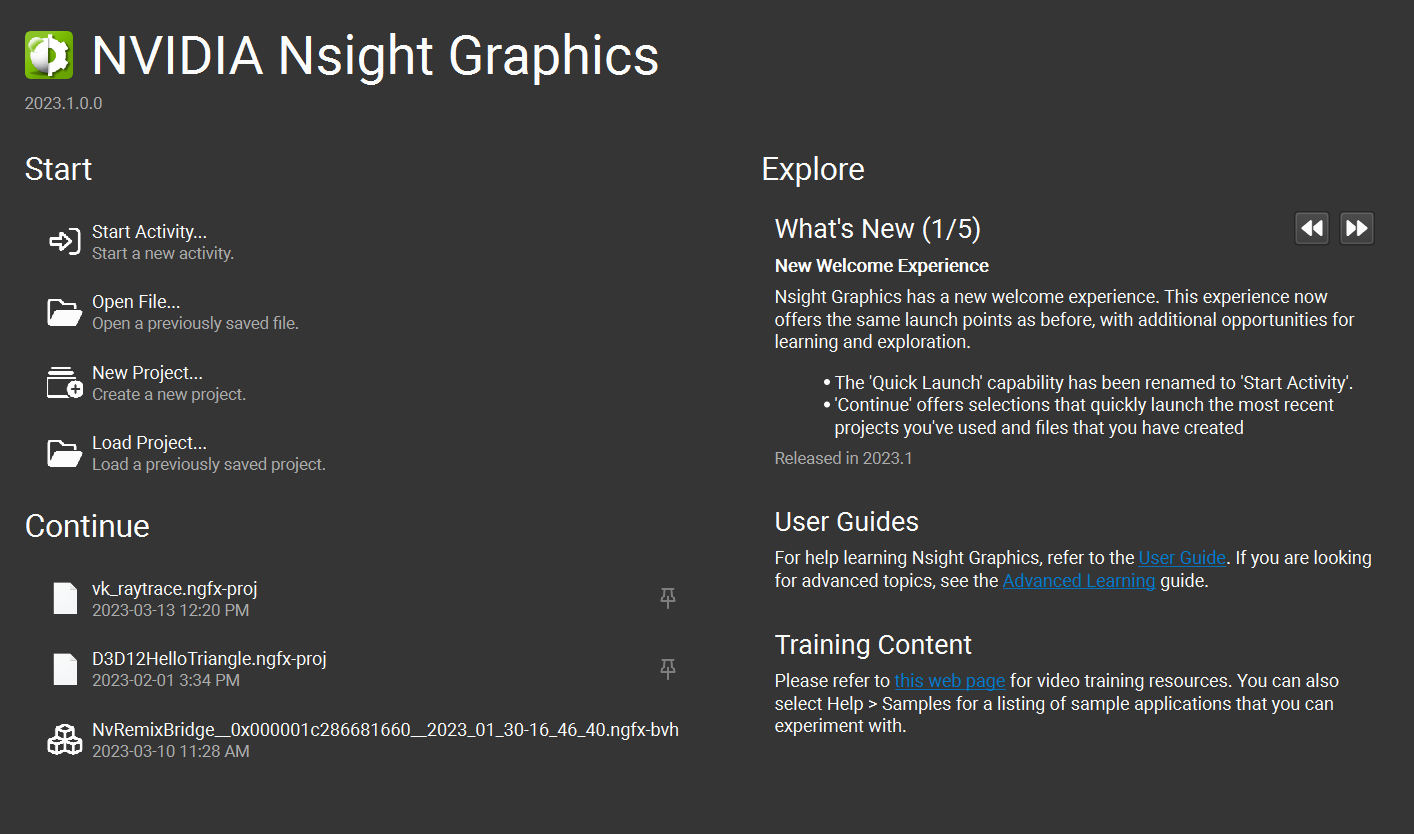 NVIDIA Nsight Graphics
2023.1.0.0
Start
Start Activity...
Start a new activity.
Open File...
Open a previously saved file.
New Project...
Create a new project.
Load Project...
Load a previously saved project.
Continue
vk_raytrace.ngfx-proj
2023-03-13 12:20 PM
D3D12HelloTriangle.ngfx-proj
2023-02-01 3:34 PM
NvRemixBridge__0x000001c286681660__2023_01_30-16_46_40.ngfx-bvh
2023-03-10 11:28 AM
Explore
What's New (1/5)
New Welcome Experience
Nsight Graphics has a new welcome experience. This experience now
offers the same launch points as before, with additional opportunities for
learning and exploration.
• The 'Quick Launch' capability has been renamed to 'Start Activity'.
• 'Continue' offers selections that quickly launch the most recent
projects you've used and files that you have created
Released in 2023.1
User Guides
For help learning Nsight Graphics, refer to the User Guide. If you are looking
for advanced topics, see the Advanced Learning guide.
Training Content
Please refer to this web page for video training resources. You can also
select Help > Samples for a listing of sample applications that you can
experiment with.